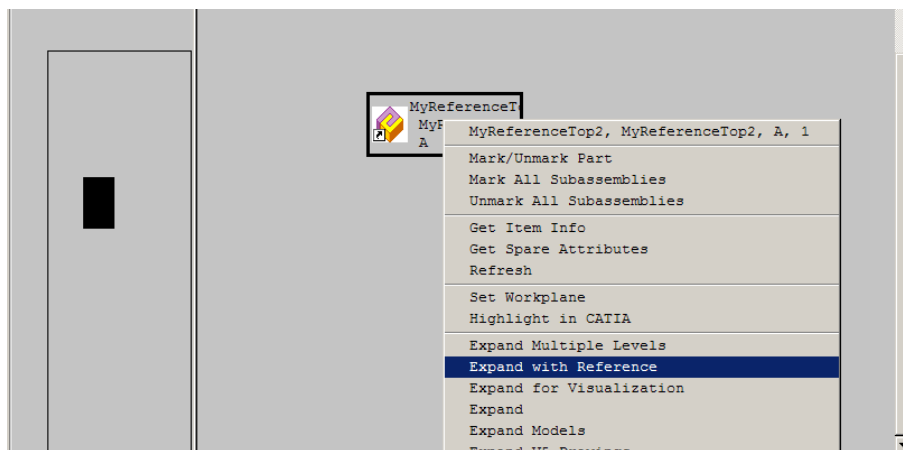 MyReferenceT
MyR
A
MyReferenceTop2, MyReferenceTop2, A, 1
Mark/Unmark Part
Mark All Subassemblies
Unmark All Subassemblies
Get Item Info
Get Spare Attributes
Refresh
Set Workplane
Highlight in CATIA
Expand Multiple Levels
Expand with Reference
Expand for Visualization
Expand
Expand Models